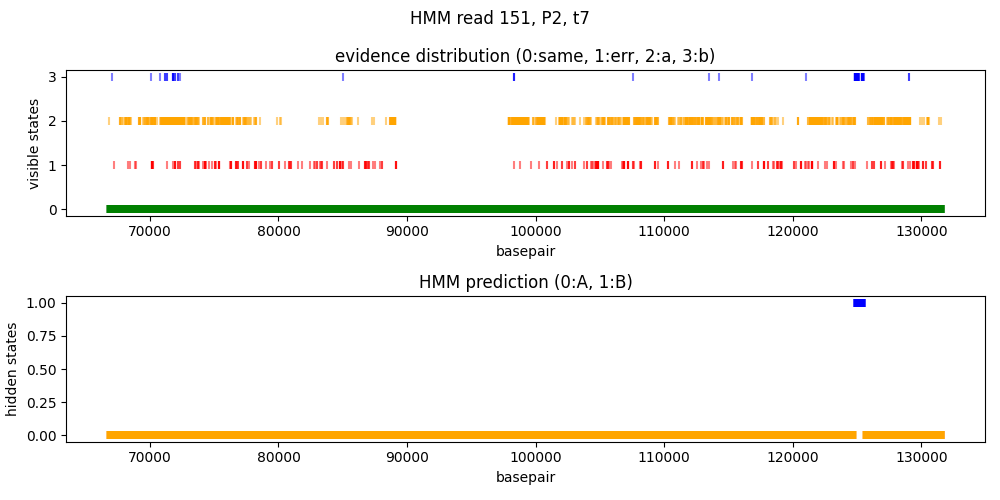 HMM read 151, P2, t7
evidence distribution (0:same, 1:err, 2:a, 3:b)
visible states
3
2
1
0
70000 80000 90000 100000 110000 120000 130000
basepair
HMM prediction (0:A, 1:B)
hidden states
1.00
0.75
0.50
0.25
0.00
70000 80000 90000 100000 110000 120000 130000
basepair